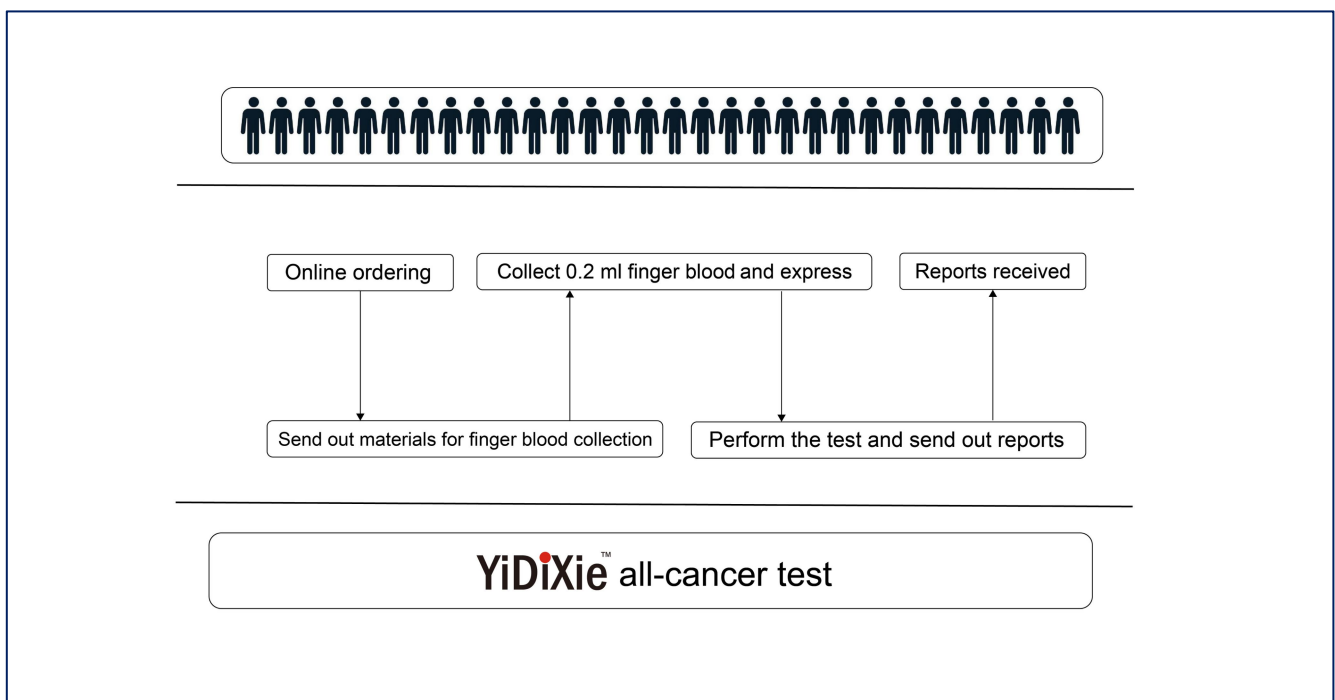 Online ordering
Collect 0.2 ml finger blood and express
Reports received
Send out materials for finger blood collection
Perform the test and send out reports
YiDiXie™ all-cancer test